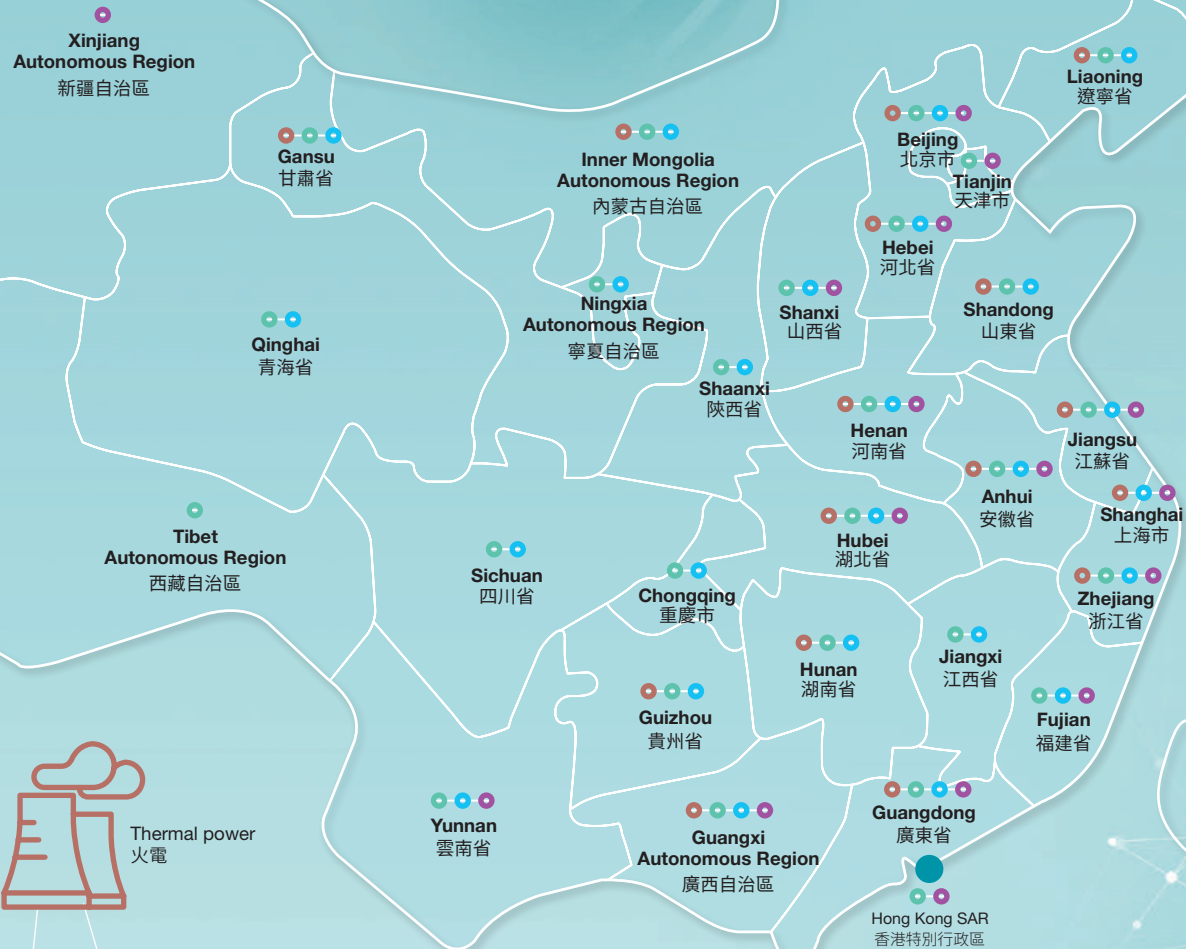 Xinjiang
Autonomous Region
新疆自治區
Liaoning
遼寧省
Gansu
甘肅省
Inner Mongolia
Autonomous Region
內蒙古自治區
Beijing
北京市
Tianjin
天津市
Hebei
河北省
Qinghai
青海省
Ningxia
Autonomous Region
寧夏自治區
Shanxi
山西省
Shandong
山東省
Shaanxi
陝西省
Henan
河南省
Jiangsu
江蘇省
Anhui
安徽省
Shanghai
上海市
Tibet
Autonomous Region
西藏自治區
Sichuan
四川省
Chongqing
重慶市
Hubei
湖北省
Zhejiang
浙江省
Hunan
湖南省
Jiangxi
江西省
Guizhou
貴州省
Fujian
福建省
Thermal power
火電
Yunnan
雲南省
Guangxi
Autonomous Region
廣西自治區
Guangdong
廣東省
Hong Kong SAR
香港特別行政區